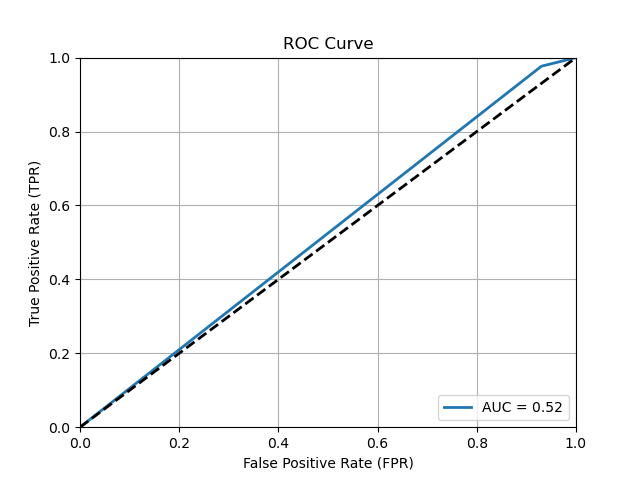 ROC Curve
True Positive Rate (TPR)
1.0
0.8
0.6
0.4
0.2
0.0
0.0 0.2 0.4 0.6 0.8 1.0
False Positive Rate (FPR)
AUC = 0.52